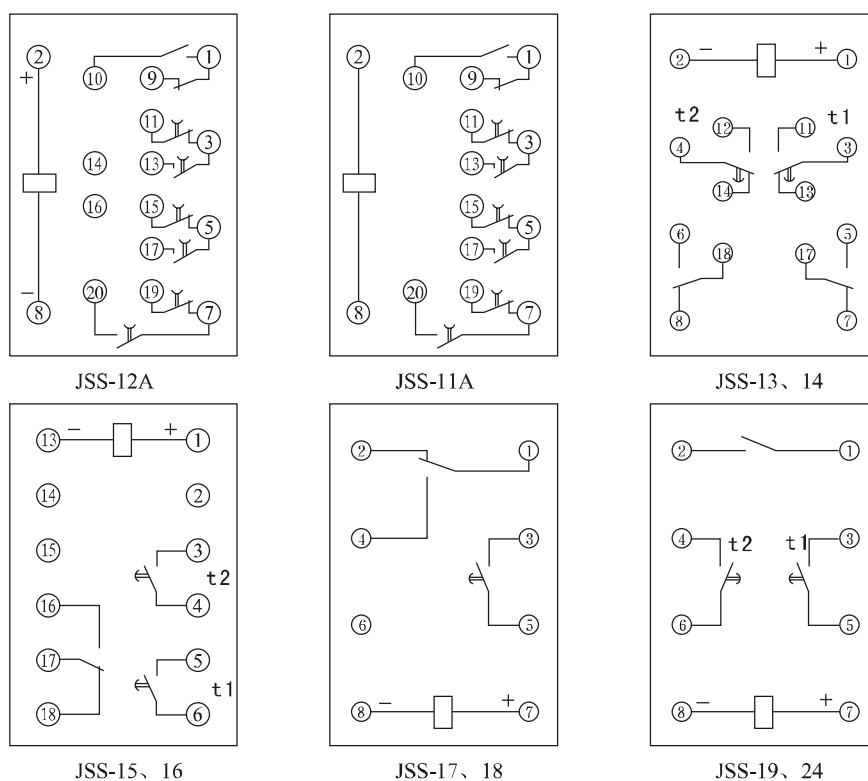 2 1
+ 10 9
11
3
14 13
16 15
5
17
− 20 19
8 7
JSS-12A
2 1
10 9
11
3
13
15
5
17
20 19
8 7
JSS-11A
2 − + 1
t2 12 11 t1
4 3
14 13
6 5
18 17
8 7
JSS-13、14
13 − + 1
14 2
15 3
t2
16 4
17 5
t1
18 6
JSS-15、16
2 1
4 3
6 5
8 − + 7
JSS-17、18
2 1
4 t2 t1 3
6 5
8 − + 7
JSS-19、24